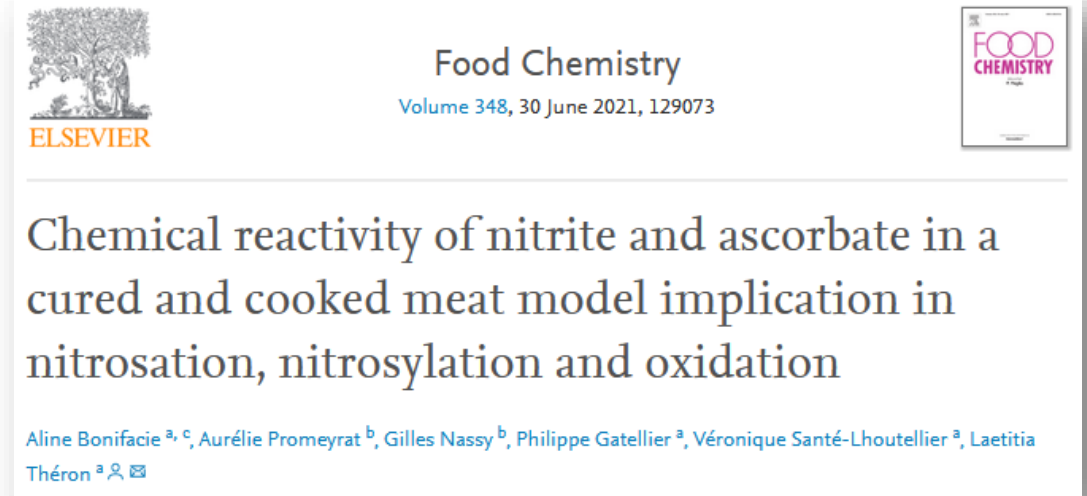 ELSEVIER
Food Chemistry
Volume 348, 30 June 2021, 129073
FOOD
CHEMISTRY
Chemical reactivity of nitrite and ascorbate in a
cured and cooked meat model implication in
nitrosation, nitrosylation and oxidation
Aline Bonifacie a, c, Aurélie Promeyrat b, Gilles Nassy b, Philippe Gatellier a, Véronique Santé-Lhoutellier a, Laetitia
Théron a